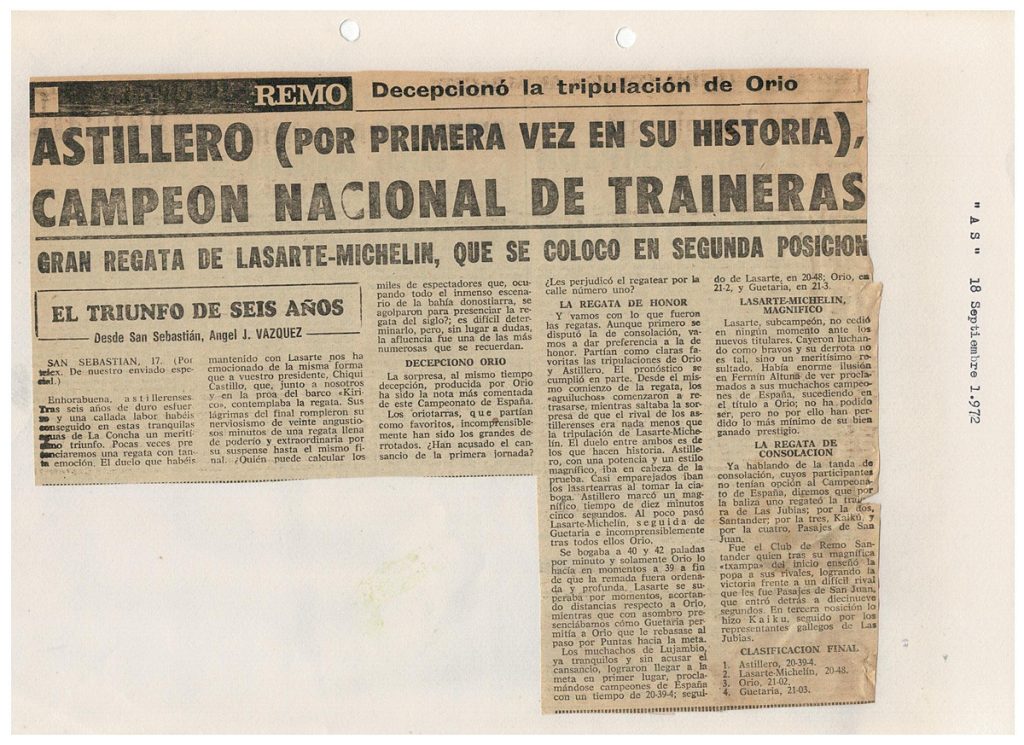 REMO
Decepcionó la tripulación de Orio
ASTILLERO (POR PRIMERA VEZ EN SU HISTORIA),
CAMPEON NACIONAL DE TRAINERAS
GRAN REGATA DE LASARTE-MICHELIN, QUE SE COLOCO EN SEGUNDA POSICION
EL TRIUNFO DE SEIS AÑOS
Desde San Sebastián, Angel J. VAZQUEZ
SAN SEBASTIAN, 17. (Por
télex. De nuestro enviado espe-
cial.)
Enhorabuena, astillerenses.
Tras seis años de duro esfuer-
zo y una callada labor habéis
conseguido en estas tranquilas
aguas de La Concha un meriti-
simo triunfo. Pocas veces pre-
senciaremos una regata con tanta
emoción. El duelo que habéis
mantenido con Lasarte nos ha
emocionado de la misma forma
que a vuestro presidente, Chiqui
Castillo, que, junto a nosotros
y en la proa del barco «Kiri-
co», contemplaba la regata. Sus
lágrimas del final rompieron su
nerviosismo de veinte angustio-
sos minutos de una regata llena
de poderío y extraordinaria por
su suspense hasta el mismo fi-
nal. ¿Quién puede calcular los
miles de espectadores que, ocu-
pando todo el inmenso escena-
rio de la bahía donostiarra, se
agolparon para presenciar la re-
gata del siglo?; es difícil deter-
minarlo, pero, sin lugar a dudas,
la afluencia fue una de las
más numerosas que se recuerdan.
DECEPCIONO ORIO
La sorpresa, al mismo tiempo
decepción, producida por Orio
ha sido la nota más comentada
de este Campeonato de España.
Los oriotarras, que partían
como favoritos, incomprensible-
mente han sido los grandes de-
rrotados. ¿Han acusado el can-
sancio de la primera jornada?
¿Les perjudicó el regatear por la
calle número uno?
LA REGATA DE HONOR
Y vamos con lo que fueron
las regatas. Aunque primero se
disputó la de consolación, va-
mos a dar preferencia a la de
honor. Partían como claras fa-
voritas las tripulaciones de Orio
y Astillero. El pronóstico se
cumplió en parte. Desde el mis-
mo comienzo de la regata, los
«aguiluchos» comenzaron a re-
trasarse, mientras saltaba la sor-
presa de que el rival de los as-
tillerenses era nada menos que
la tripulación de Lasarte-Miche-
lin. El duelo entre ambos es de
los que hacen historia. Astille-
ro, con una potencia y un estilo
magnífico, iba en cabeza de la
prueba. Casi emparejados iban
los lasartearras al tomar la cia-
boga. Astillero marcó un mag-
nífico tiempo de diez minutos
cinco segundos. Al poco pasó
Lasarte-Michelín, seguida de
Guetaria e incomprensiblemente
tras todos ellos Orio.
Se bogaba a 40 y 42 paladas
por minuto y solamente Orio lo
hacía en momentos a 39 a fin
de que la remada fuera ordena-
da y profunda. Lasarte se su-
peraba por momentos, acortan-
do distancias respecto a Orio,
mientras que con asombro pre-
senciábamos cómo Guetaria per-
mitía a Orio que le rebasase al
paso por Puntas hacia la meta.
Los muchachos de Lujambio,
ya tranquilos y sin acusar el
cansancio, lograron llegar a la
meta en primer lugar, procla-
mándose campeones de España
con un tiempo de 20-39-4; segui-
do de Lasarte, en 20-48; Orio, en
21-2, y Guetaria, en 21-3.
LASARTE-MICHELIN,
MAGNIFICO
Lasarte, subcampeón, no cedió
en ningún momento ante los
nuevos titulares. Cayeron luchan-
do como bravos y su derrota no
es tal, sino un meritísimo re-
sultado. Había enorme ilusión
en Fermín Altuna de ver procla-
mados a sus muchachos campeo-
nes de España, sucediendo en
el título a Orio; no ha podido
ser, pero no por ello han per-
dido lo más mínimo de su bien
ganado prestigio.
LA REGATA DE
CONSOLACION
Ya hablando de la tanda de
consolación, cuyos participantes
no tenían opción al Campeona-
to de España, diremos que por
la baliza uno regateó la train-
ra de Las Jubias; por la dos,
Santander; por la tres, Kaiku, y
por la cuatro, Pasajes de San
Juan.
Fue el Club de Remo San-
tander quien tras su magnífica
«txampa» del inicio enseñó la
popa a sus rivales, logrando la
victoria frente a un difícil rival
que les fue Pasajes de San Juan,
que entró detrás a diecinueve
segundos. En tercera posición lo
hizo Kaiku, seguido por los
representantes gallegos de Las
Jubias.
CLASIFICACION FINAL
1. Astillero, 20-39-4.
2. Lasarte-Michelín, 20-48.
3. Orio, 21-02.
4. Guetaria, 21-03.
"AS" 18 Septiembre 1.972